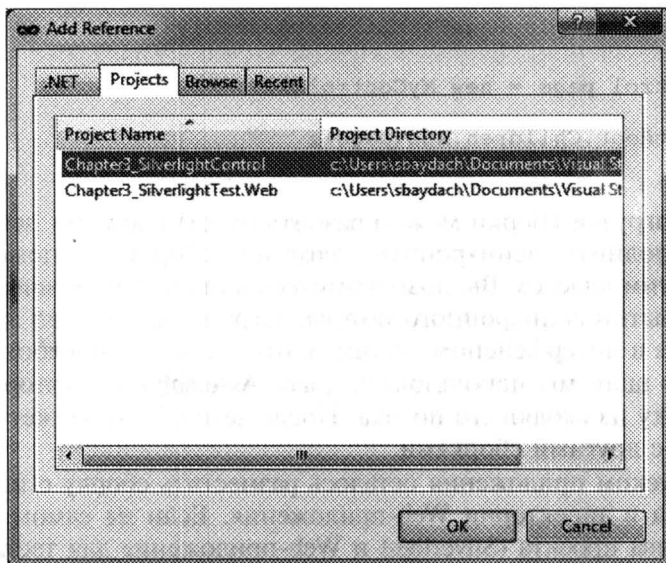 Add Reference
.NET Projects Browse Recent
Project Name Project Directory
Chapter3_SilverlightControl c:\Users\sbaydach\Documents\Visual St
Chapter3_SilverlightTest.Web c:\Users\sbaydach\Documents\Visual St
OK Cancel